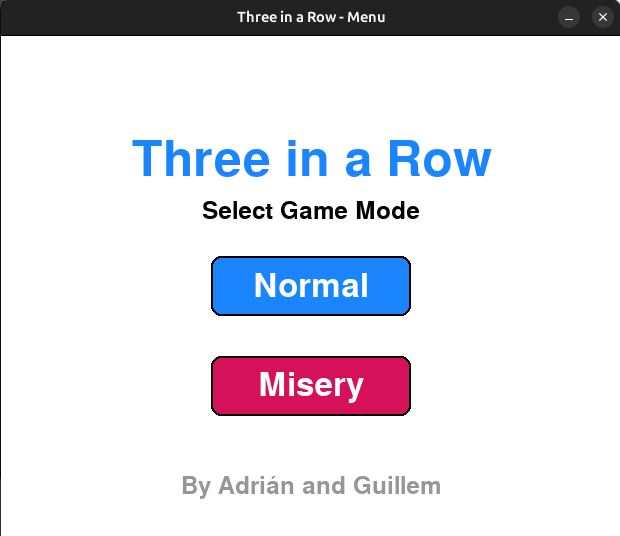 Three in a Row - Menu
Three in a Row
Select Game Mode
Normal
Misery
By Adrián and Guillem